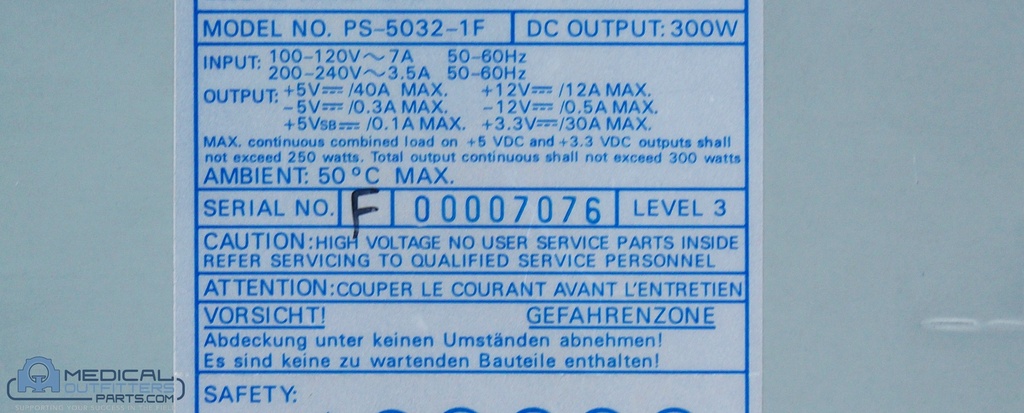 MODEL NO. PS-5032-1F DC OUTPUT: 300W
INPUT: 100-120V~7A 50-60Hz
200-240V~3.5A 50-60Hz
OUTPUT: +5V⎓/40A MAX. +12V⎓/12A MAX.
-5V⎓/0.3A MAX. -12V⎓/0.5A MAX.
+5VSB⎓/0.1A MAX. +3.3V⎓/30A MAX.
MAX. continuous combined load on +5 VDC and +3.3 VDC outputs shall
not exceed 250 watts. Total output continuous shall not exceed 300 watts
AMBIENT: 50°C MAX.
SERIAL NO. F 00007076 LEVEL 3
CAUTION:HIGH VOLTAGE NO USER SERVICE PARTS INSIDE
REFER SERVICING TO QUALIFIED SERVICE PERSONNEL
ATTENTION:COUPER LE COURANT AVANT L'ENTRETIEN
VORSICHT! GEFAHRENZONE
Abdeckung unter keinen Umständen abnehmen!
Es sind keine zu wartenden Bauteile enthalten!
SAFETY:
MEDICAL
OUTFITTERS
PARTS.COM
SUPPORTING YOUR SUCCESS IN